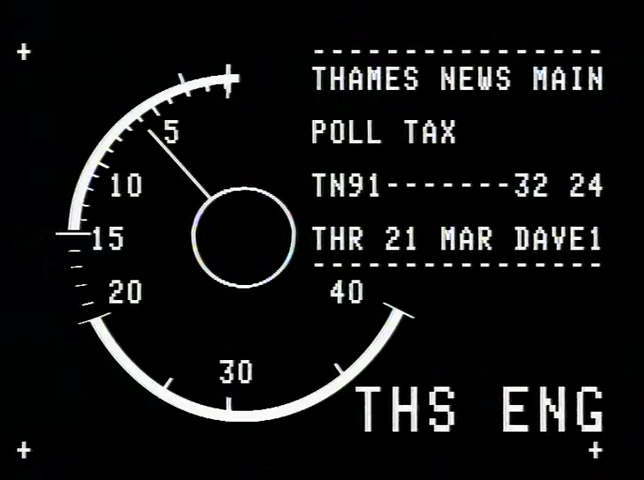 ----------------
THAMES NEWS MAIN
POLL TAX
TN91-------32 24
THR 21 MAR DAVE1
----------------
5
10
15
20
30
40
THS ENG